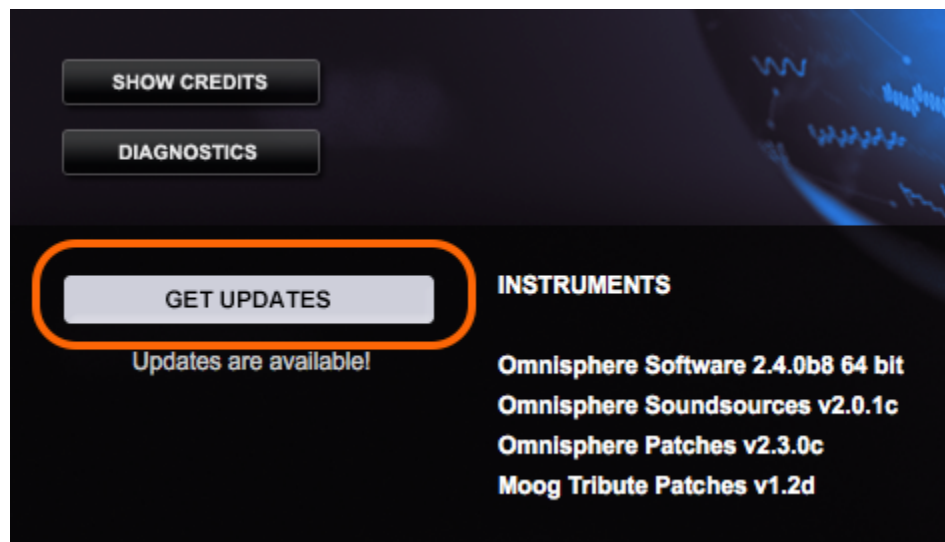 SHOW CREDITS
DIAGNOSTICS
GET UPDATES
Updates are available!
INSTRUMENTS
Omnisphere Software 2.4.0b8 64 bit
Omnisphere Soundsources v2.0.1c
Omnisphere Patches v2.3.0c
Moog Tribute Patches v1.2d